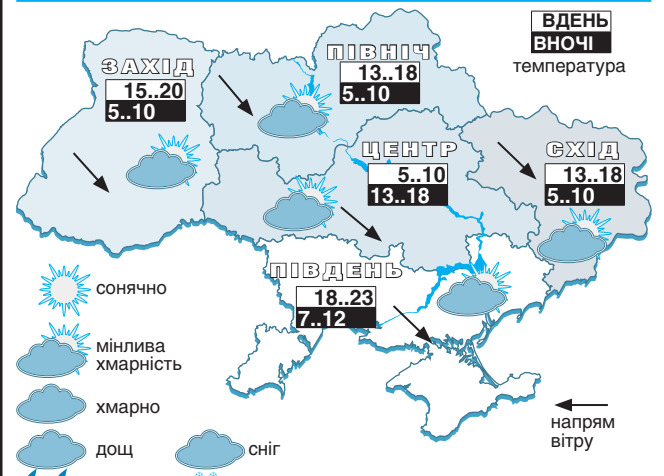 ВДЕНЬ
ВНОЧІ
температура
ЗАХІД
15..20
5..10
ПІВНІЧ
13..18
5..10
ЦЕНТР
5..10
13..18
СХІД
13..18
5..10
ПІВДЕНЬ
18..23
7..12
сонячно
мінлива
хмарність
хмарно
дощ
сніг
напрям
вітру